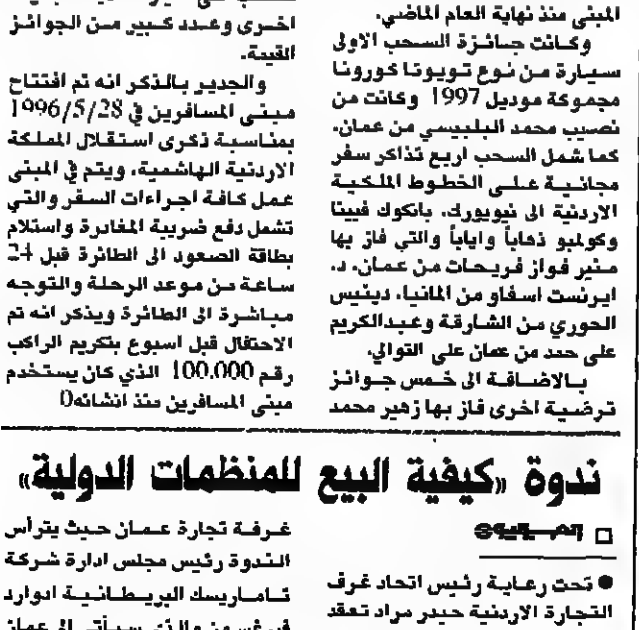 المبنى منذ نهاية العام الماضي.
وكانت جائزة السحب الاولى
سيارة من نوع تويوتا كورونا
مجموكة موديل 1997 وكانت من
نصيب محمد البلبيسي من عمان.
كما شمل السحب اربع تذاكر سفر
مجانية على الخطوط الملكية
الاردنية الى نيويورك، بانكوك فيينا
وكولمبو ذهاباً واياباً والتي فاز بها
منير فواز فريحات من عمان، د.
ايرنست اسفاو من المانيا، دينيس
الحوري من الشارقة وعبدالكريم
على حدد من عمان على التوالي.
بالاضافة الى خمس جوائز
ترضية اخرى فاز بها زهير محمد
اخرى وعدد كبير من الجوائز
القيمة.
والجدير بالذكر انه تم افتتاح
مبنى المسافرين في 1996/5/28
بمناسبة ذكرى استقلال المملكة
الاردنية الهاشمية، ويتم في المبنى
عمل كافة اجراءات السفر والتي
تشمل دفع ضريبة المغادرة واستلام
بطاقة الصعود الى الطائرة قبل 24
ساعة من موعد الرحلة والتوجه
مباشرة الى الطائرة ويذكر انه تم
الاحتفال قبل اسبوع بتكريم الراكب
رقم 100.000 الذي كان يستخدم
مبنى المسافرين منذ انشائه0
ندوة «كيفية البيع للمنظمات الدولية»
● تحت رعاية رئيس اتحاد غرف
التجارة الاردنية حيدر مراد تعقد
غرفة تجارة عمان حيث يترأس
الندوة رئيس مجلس ادارة شركة
تاماريسك البريطانية ادوارد